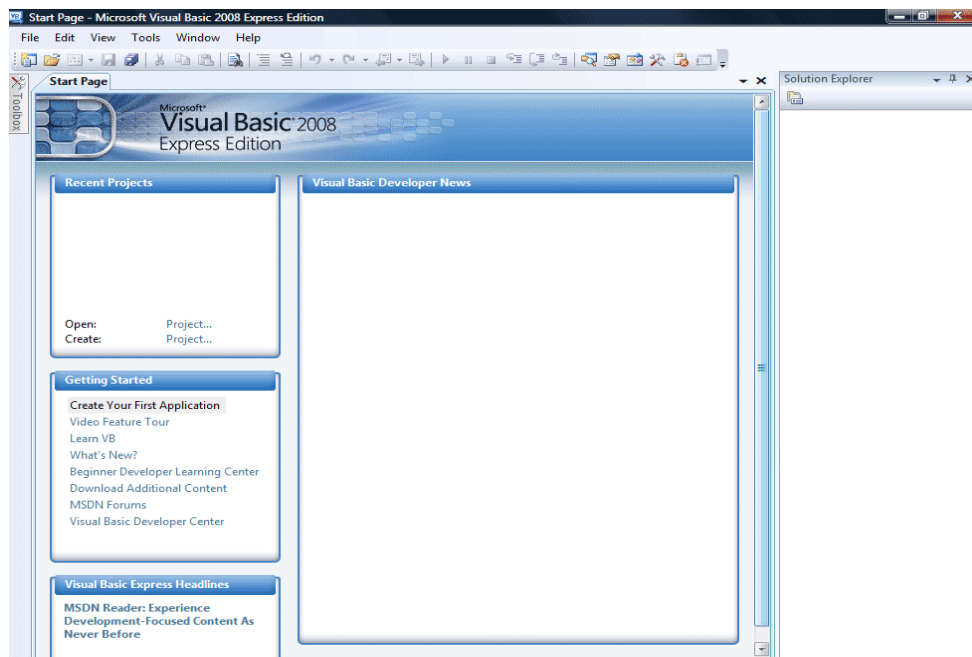 Start Page - Microsoft Visual Basic 2008 Express Edition
File Edit View Tools Window Help
Toolbox
Start Page
Solution Explorer
Microsoft®
Visual Basic® 2008
Express Edition
Recent Projects
Open: Project...
Create: Project...
Getting Started
Create Your First Application
Video Feature Tour
Learn VB
What's New?
Beginner Developer Learning Center
Download Additional Content
MSDN Forums
Visual Basic Developer Center
Visual Basic Express Headlines
MSDN Reader: Experience
Development-Focused Content As
Never Before
Visual Basic Developer News